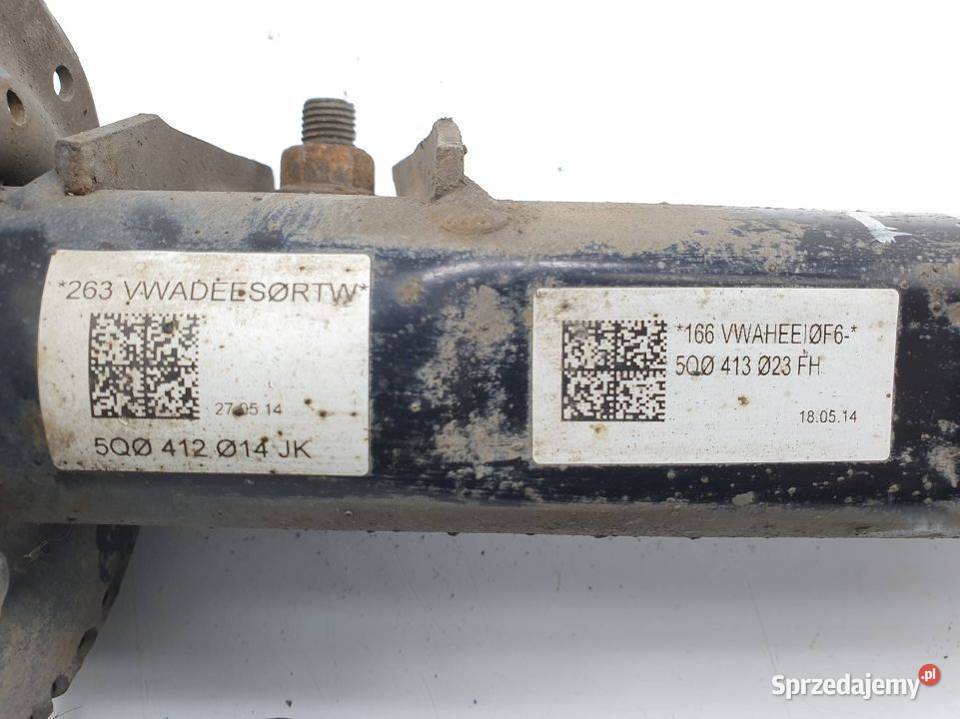 *263 VWADEESØRTW*
27.05.14
5QØ 412 Ø14 JK
*166 VWAHEEIØF6-*
5QØ 413 Ø23 FH
18.05.14
Sprzedajemy.pl